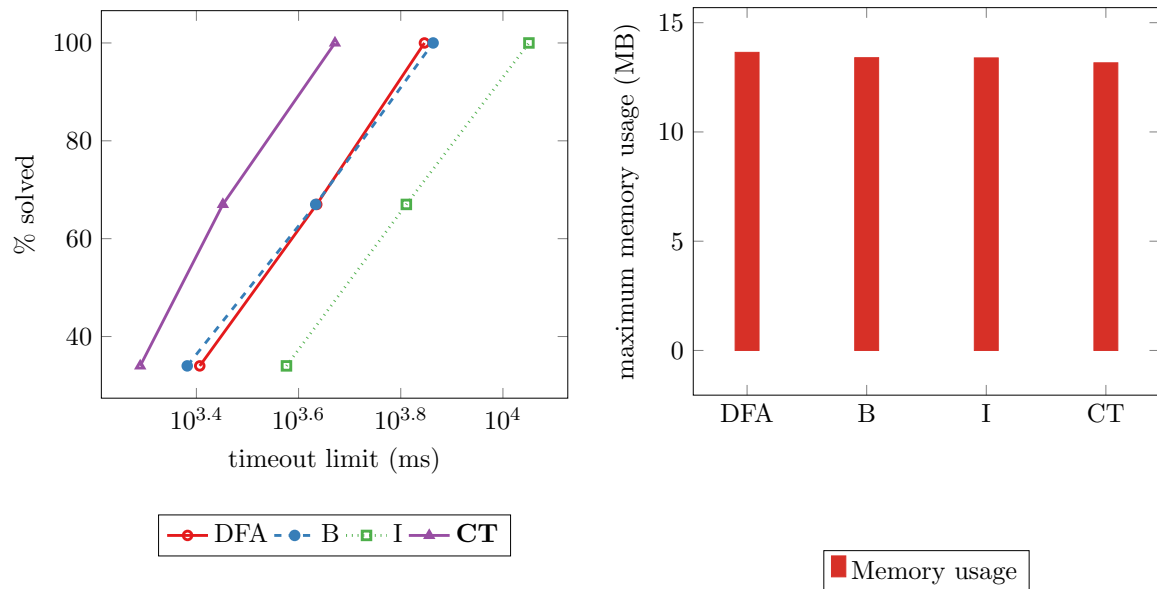 100
80
60
40
% solved
10^3.4 10^3.6 10^3.8 10^4
timeout limit (ms)
DFA B I CT
15
10
5
0
maximum memory usage (MB)
DFA B I CT
Memory usage